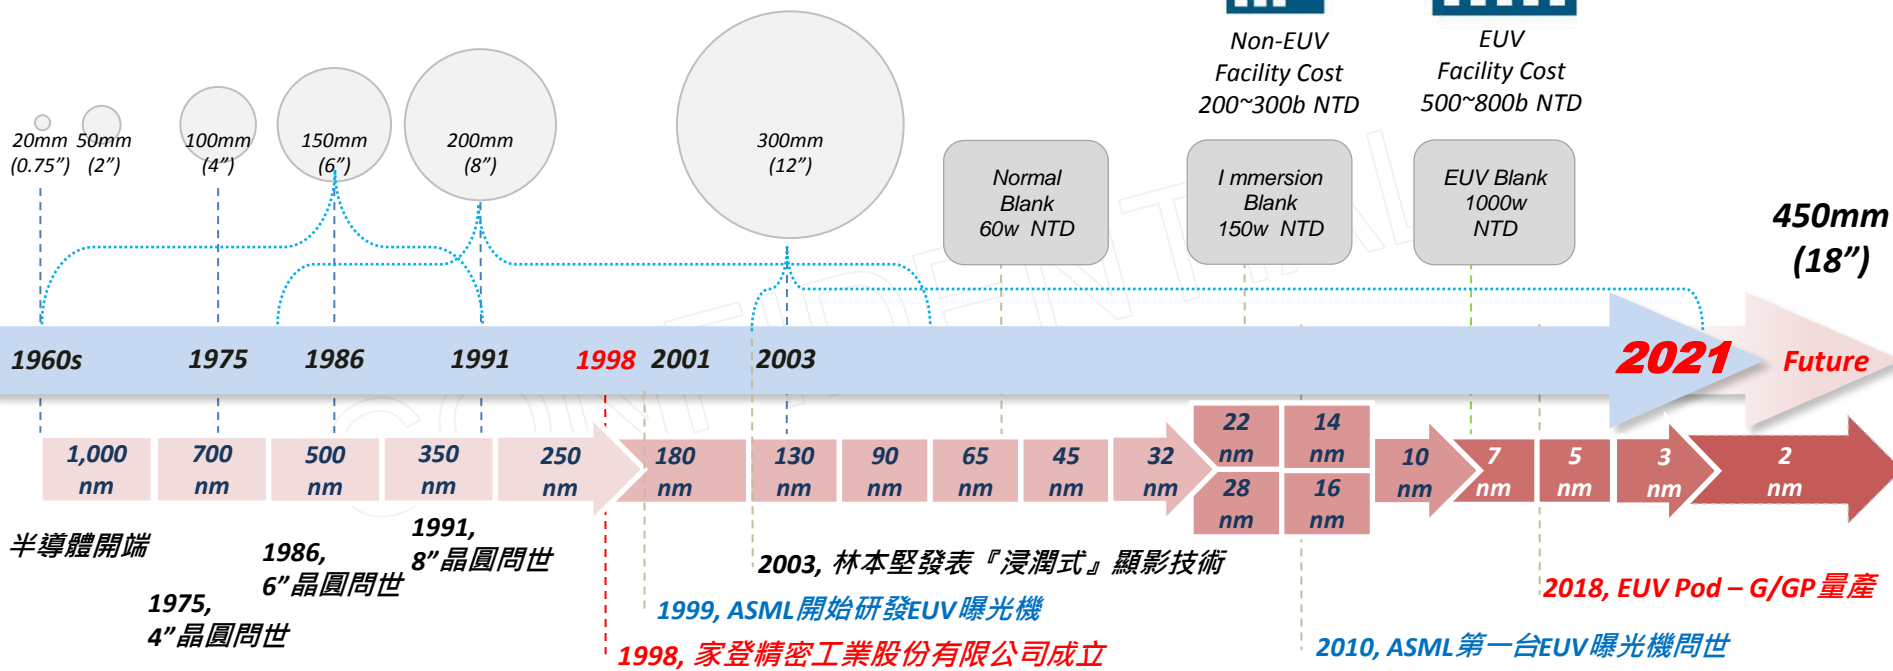 Non-EUV
Facility Cost
200~300b NTD
EUV
Facility Cost
500~800b NTD
20mm
(0.75”)
50mm
(2”)
100mm
(4”)
150mm
(6”)
200mm
(8”)
300mm
(12”)
Normal
Blank
60w NTD
I mmersion
Blank
150w NTD
EUV Blank
1000w
NTD
450mm
(18”)
CONFIDENTIAL
1960s
1975
1986
1991
1998
2001
2003
2021
Future
1,000
nm
700
nm
500
nm
350
nm
250
nm
180
nm
130
nm
90
nm
65
nm
45
nm
32
nm
22
nm
14
nm
28
nm
16
nm
10
nm
7
nm
5
nm
3
nm
2
nm
半導體開端
1975,
4”晶圓問世
1986,
6”晶圓問世
1991,
8”晶圓問世
2003, 林本堅發表『浸潤式』顯影技術
1999, ASML開始研發EUV曝光機
1998, 家登精密工業股份有限公司成立
2018, EUV Pod – G/GP量產
2010, ASML第一台EUV曝光機問世